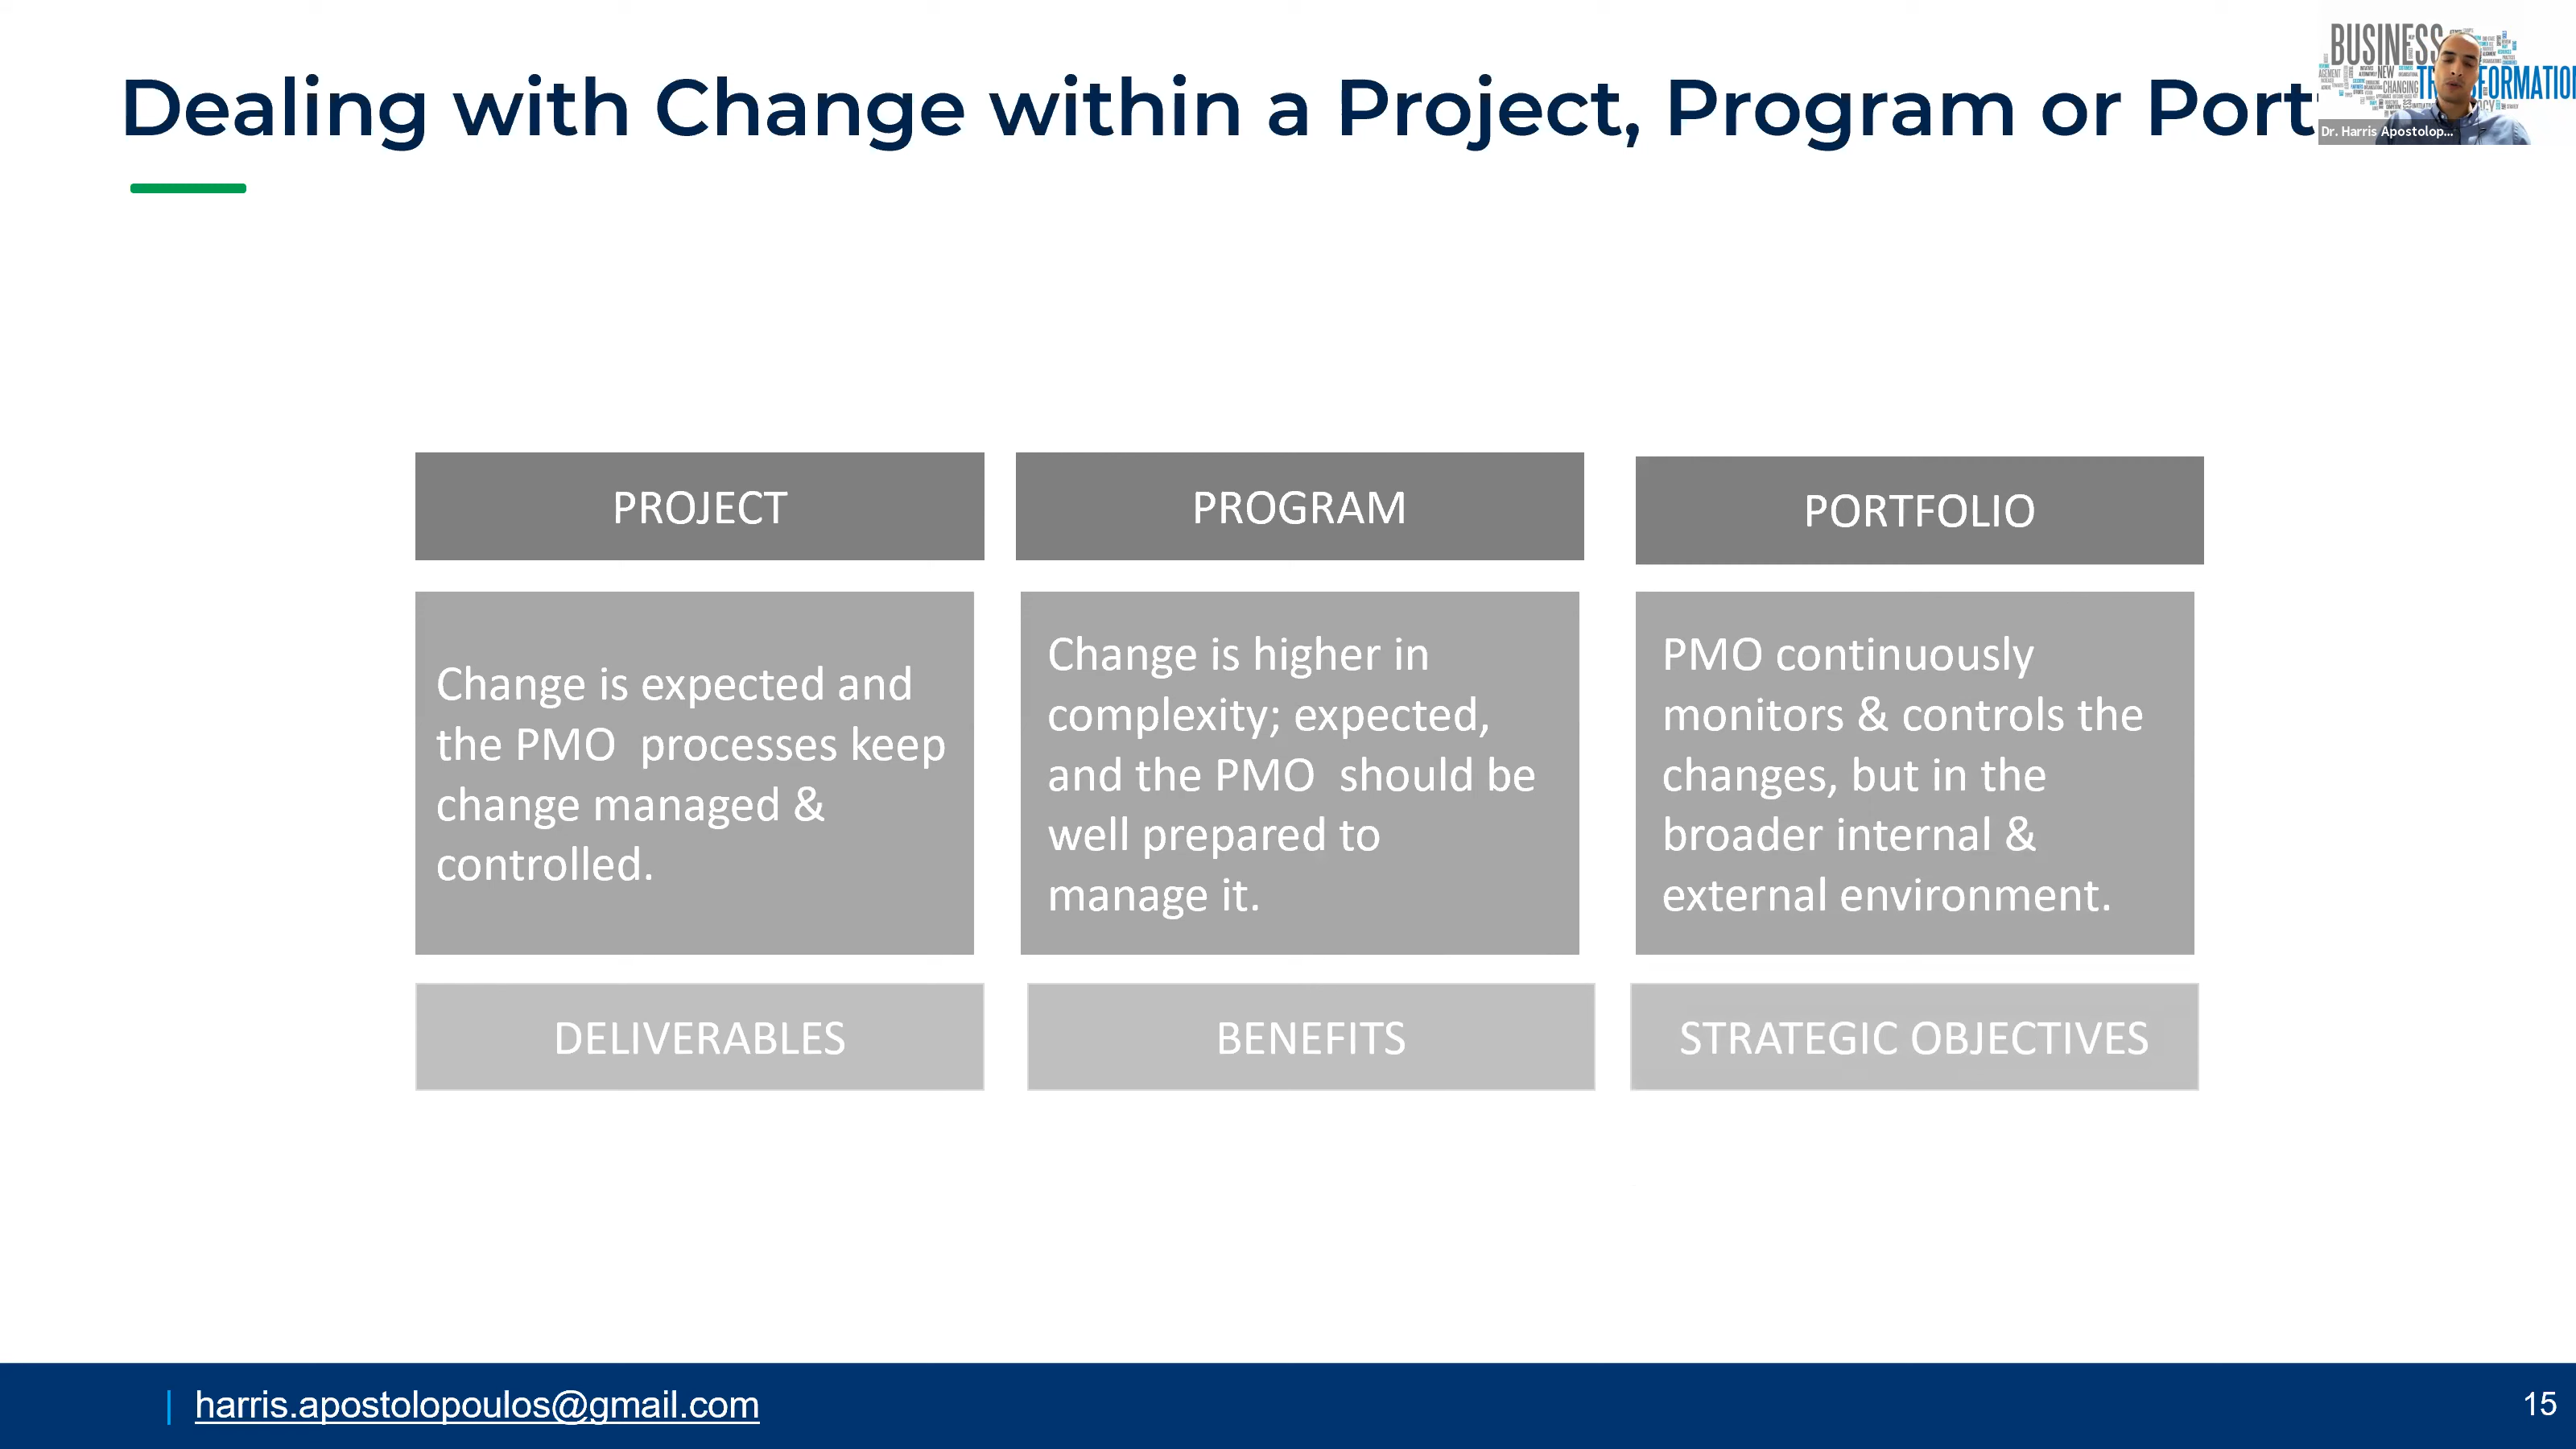 Dealing with Change within a Project, Program or Port
BUSINESS
NEW
CHANGING
Dr. Harris Apostolop...
PROJECT
PROGRAM
PORTFOLIO
Change is expected and
the PMO processes keep
change managed &
controlled.
Change is higher in
complexity; expected,
and the PMO should be
well prepared to
manage it.
PMO continuously
monitors & controls the
changes, but in the
broader internal &
external environment.
DELIVERABLES
BENEFITS
STRATEGIC OBJECTIVES
| harris.apostolopoulos@gmail.com
15